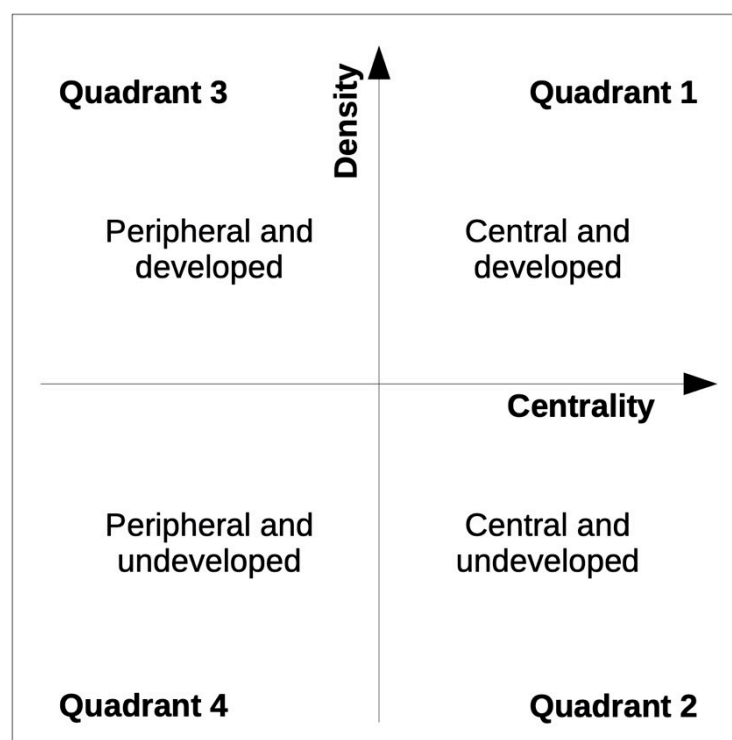 Quadrant 3
Density
Quadrant 1
Peripheral and
developed
Central and
developed
Centrality
Peripheral and
undeveloped
Central and
undeveloped
Quadrant 4
Quadrant 2